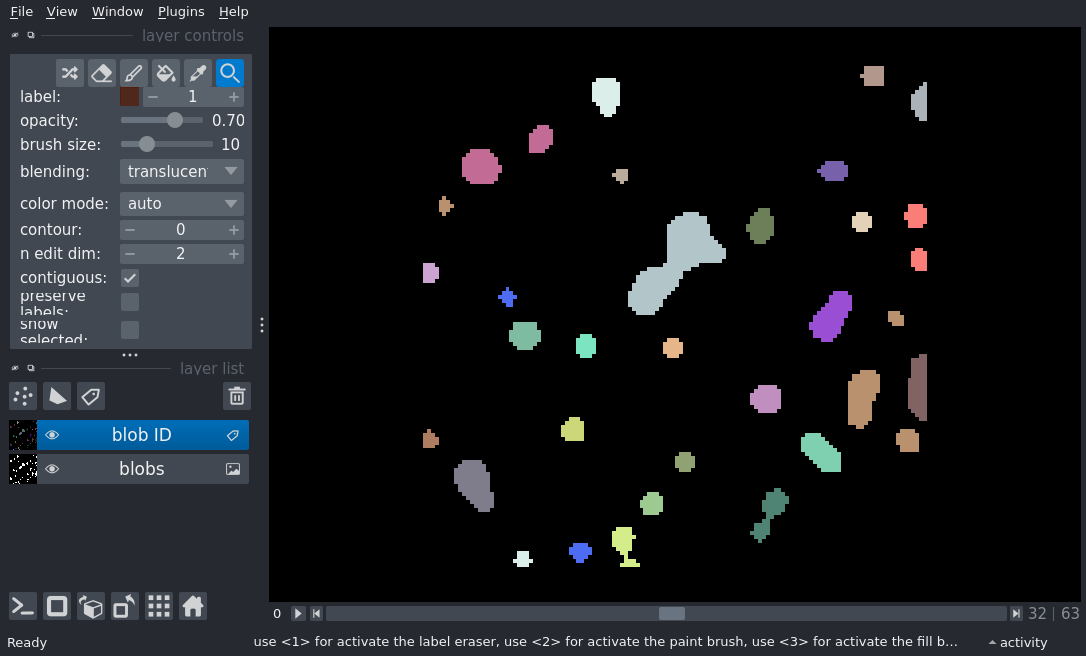 File View Window Plugins Help
layer controls
label: − 1 +
opacity: 0.70
brush size: 10
blending: translucen
color mode: auto
contour: − 0 +
n edit dim: − 2 +
contiguous:
preserve labels:
show selected:
layer list
blob ID
blobs
0 32 | 63
Ready use <1> for activate the label eraser, use <2> for activate the paint brush, use <3> for activate the fill b... activity